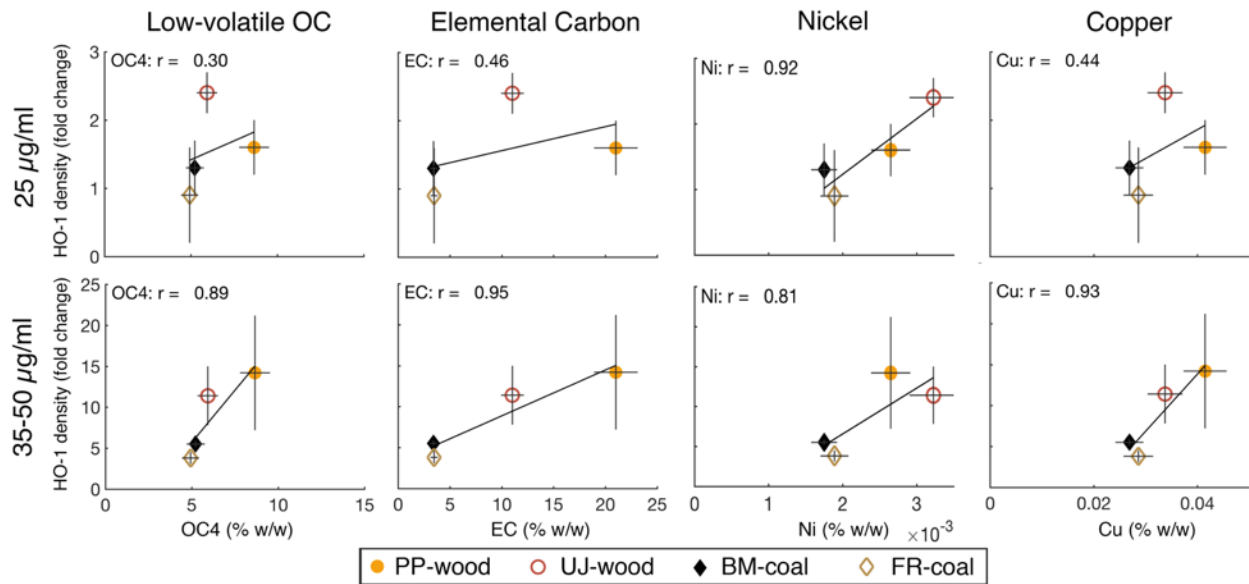 Low-volatile OC
Elemental Carbon
Nickel
Copper
25 µg/ml
HO-1 density (fold change)
3
2
1
0
OC4: r = 0.30
EC: r = 0.46
Ni: r = 0.92
Cu: r = 0.44
35-50 µg/ml
HO-1 density (fold change)
25
20
15
10
5
0
OC4: r = 0.89
EC: r = 0.95
Ni: r = 0.81
Cu: r = 0.93
0 5 10 15
0 5 10 15 20 25
0 1 2 3
0 0.02 0.04
OC4 (% w/w)
EC (% w/w)
Ni (% w/w) ×10-3
Cu (% w/w)
PP-wood UJ-wood BM-coal FR-coal